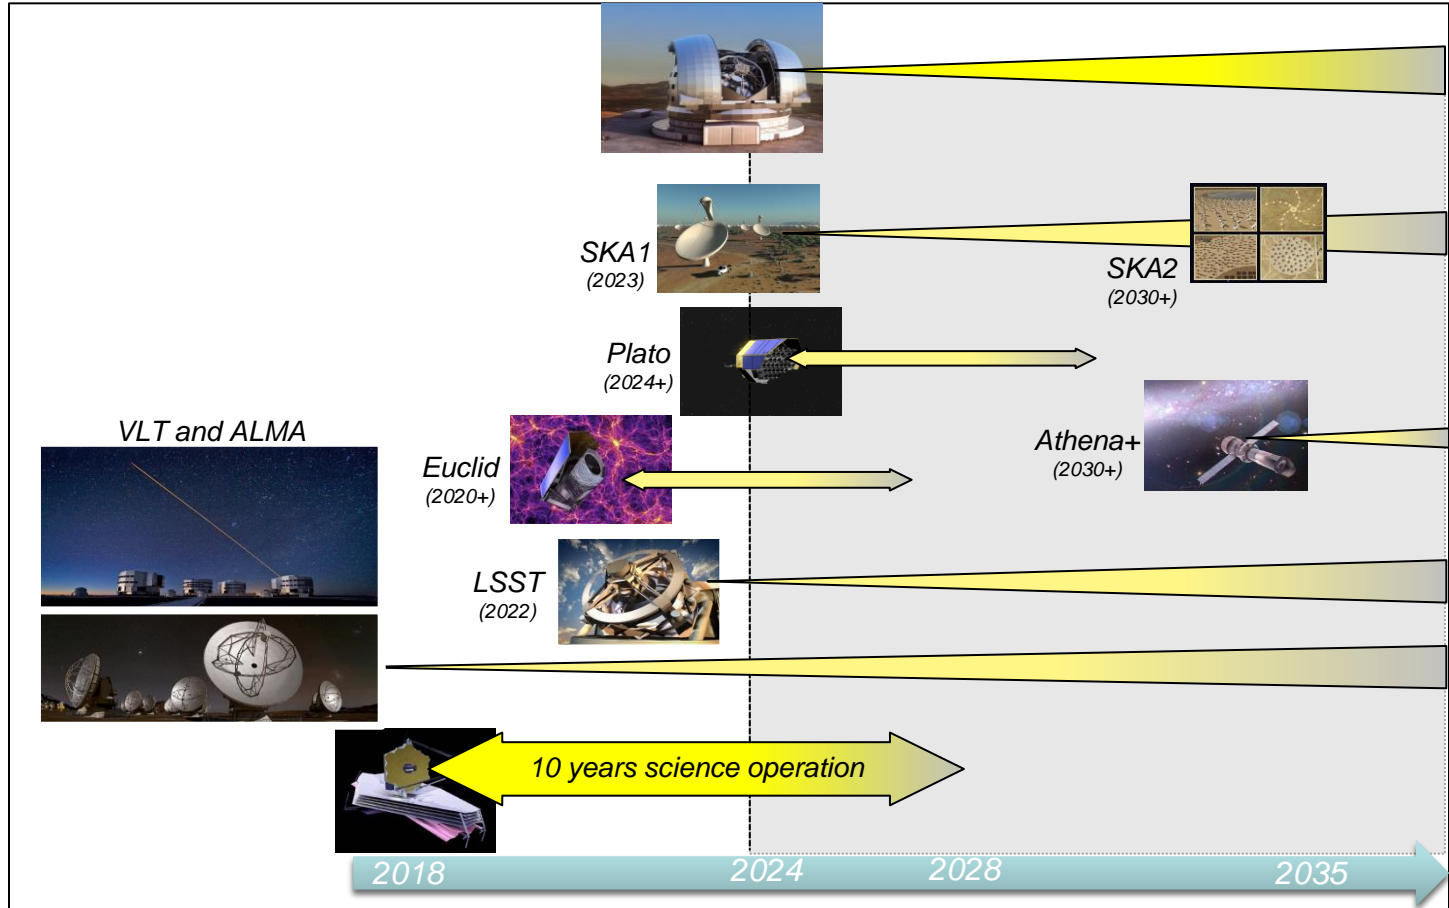 SKA1
(2023)
SKA2
(2030+)
Plato
(2024+)
VLT and ALMA
Euclid
(2020+)
Athena+
(2030+)
LSST
(2022)
10 years science operation
2018
2024
2028
2035